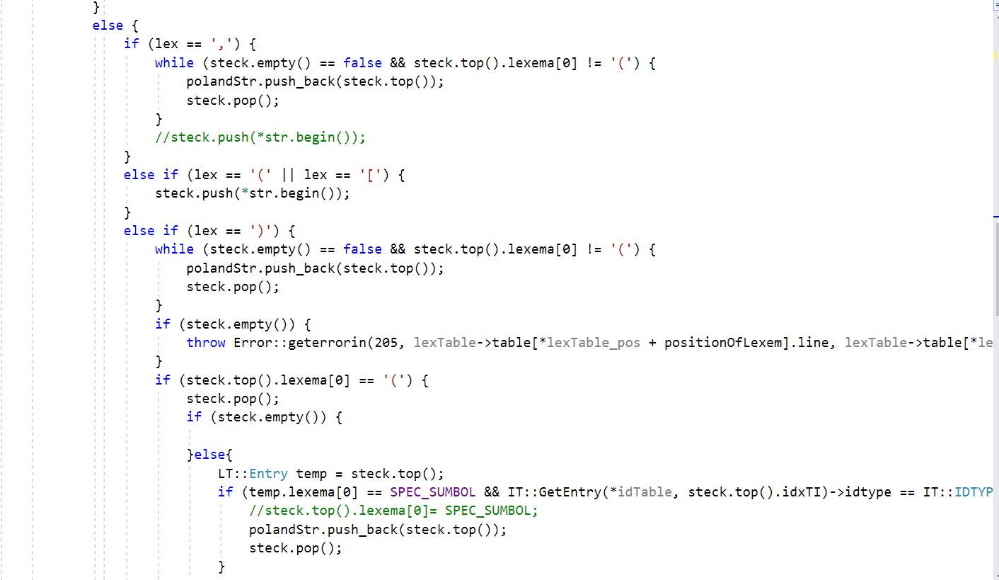 }
else {
if (lex == ',') {
while (steck.empty() == false && steck.top().lexema[0] != '(') {
polandStr.push_back(steck.top());
steck.pop();
}
//steck.push(*str.begin());
}
else if (lex == '(' || lex == '[') {
steck.push(*str.begin());
}
else if (lex == ')') {
while (steck.empty() == false && steck.top().lexema[0] != '(') {
polandStr.push_back(steck.top());
steck.pop();
}
if (steck.empty()) {
throw Error::geterrorin(205, lexTable->table[*lexTable_pos + positionOfLexem].line, lexTable->table[*le
}
if (steck.top().lexema[0] == '(') {
steck.pop();
if (steck.empty()) {
}else{
LT::Entry temp = steck.top();
if (temp.lexema[0] == SPEC_SUMBOL && IT::GetEntry(*idTable, steck.top().idxTI)->idtype == IT::IDTYP
//steck.top().lexema[0]= SPEC_SUMBOL;
polandStr.push_back(steck.top());
steck.pop();
}